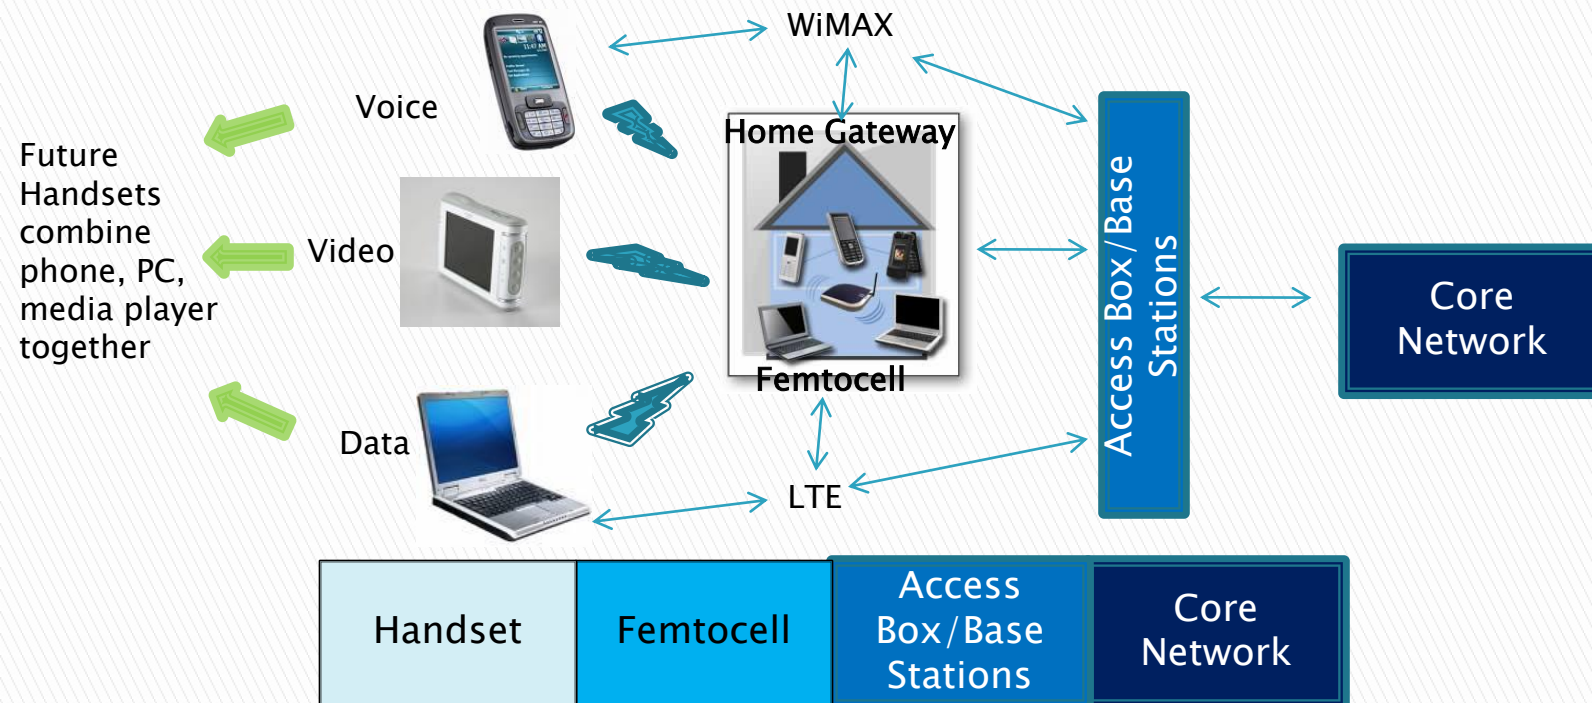 WiMAX
Voice
Home Gateway
Future
Handsets
combine
phone, PC,
media player
together
Video
Access Box/Base
Stations
Core
Network
Femtocell
Data
LTE
Handset
Femtocell
Access
Box/Base
Stations
Core
Network